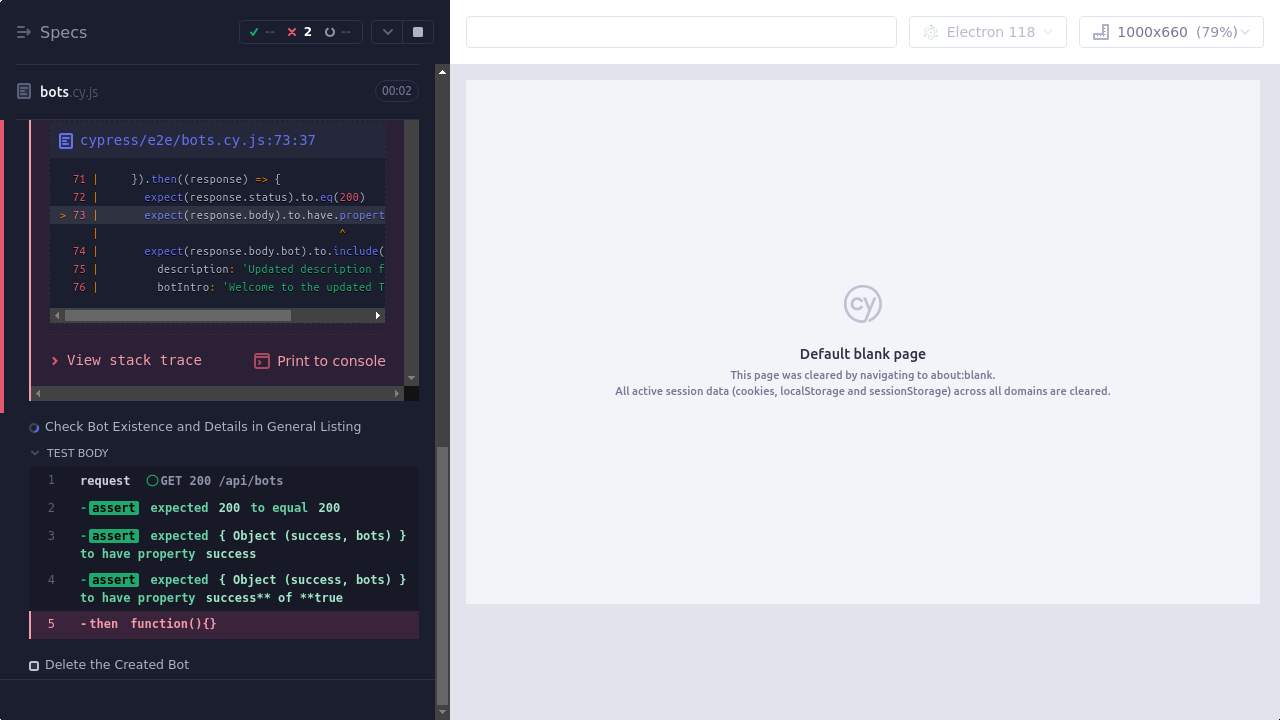 Specs
-- 2 --
Electron 118
1000x660 (79%)
bots.cy.js
00:02
cypress/e2e/bots.cy.js:73:37
71 | }).then((response) => {
72 | expect(response.status).to.eq(200)
> 73 | expect(response.body).to.have.propert
| ^
74 | expect(response.body.bot).to.include(
75 | description: 'Updated description f
76 | botIntro: 'Welcome to the updated T
View stack trace
Print to console
Check Bot Existence and Details in General Listing
TEST BODY
1 request GET 200 /api/bots
2 -assert expected 200 to equal 200
3 -assert expected { Object (success, bots) }
to have property success
4 -assert expected { Object (success, bots) }
to have property success** of **true
5 -then function(){}
Delete the Created Bot
cy
Default blank page
This page was cleared by navigating to about:blank.
All active session data (cookies, localStorage and sessionStorage) across all domains are cleared.